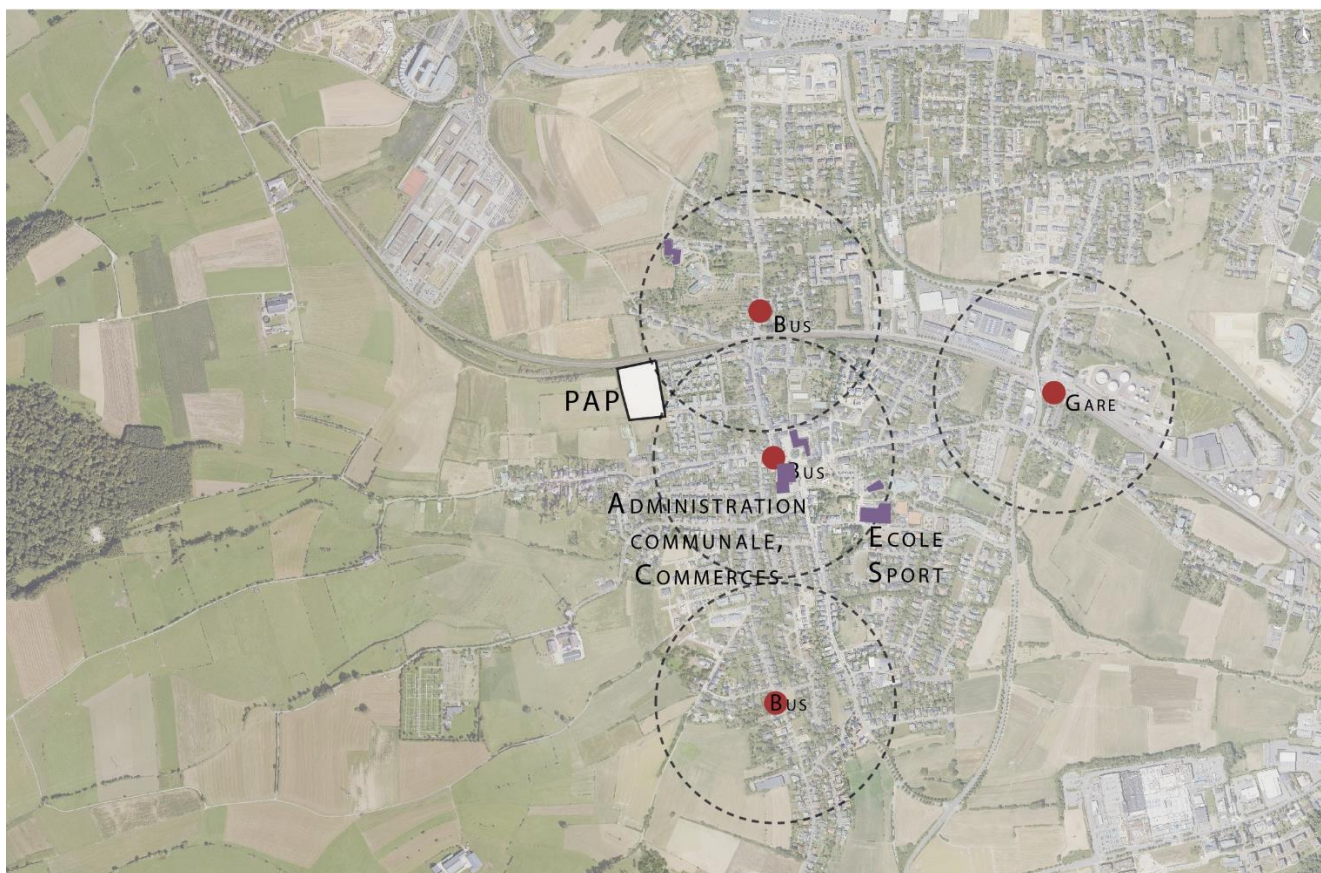 BUS
PAP
GARE
BUS
ADMINISTRATION
COMMUNALE,
COMMERCES
ECOLE
SPORT
BUS